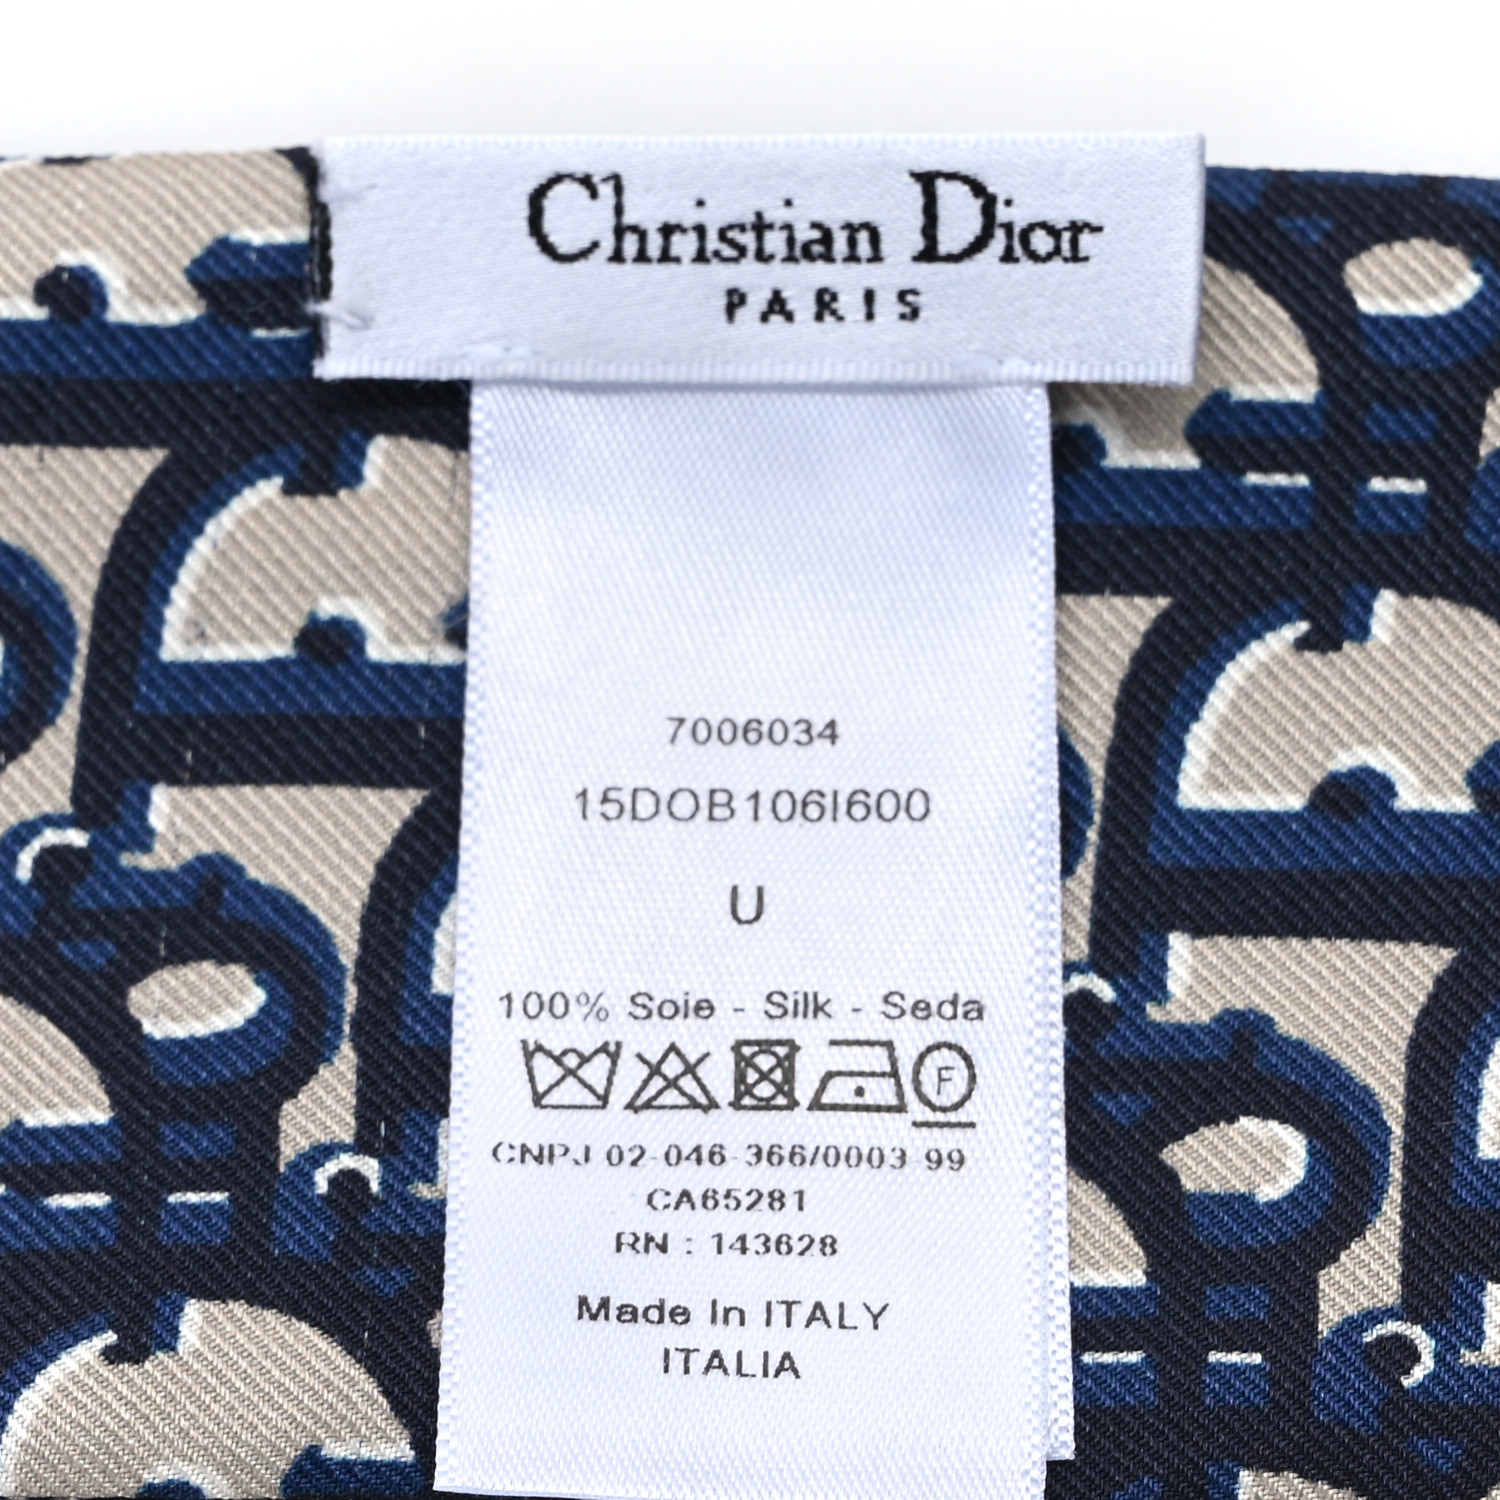 Christian Dior
PARIS
7006034
15DOB106I600
U
100% Soie - Silk - Seda
F
CNPJ 02-046-366/0003-99
CA65281
RN : 143628
Made In ITALY
ITALIA